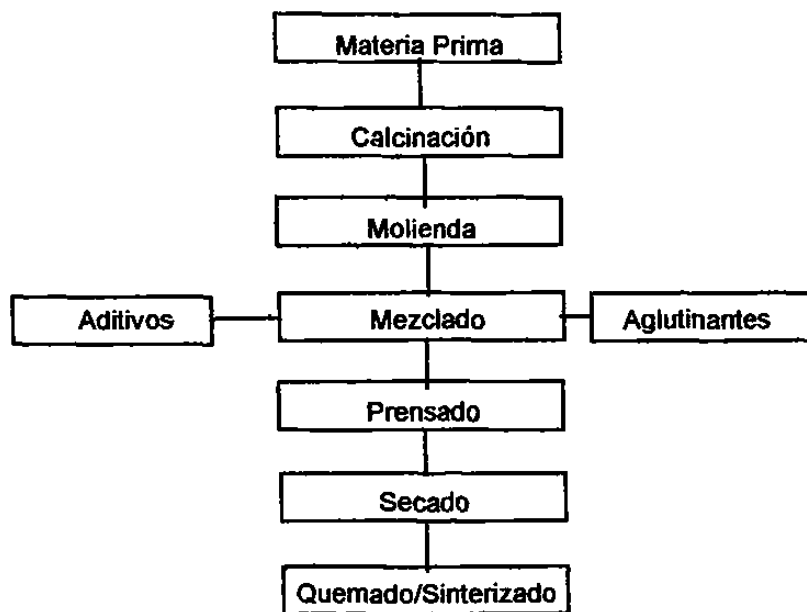 Materia Prima
Calcinación
Molienda
Aditivos
Mezclado
Aglutinantes
Prensado
Secado
Quemado/Sinterizado